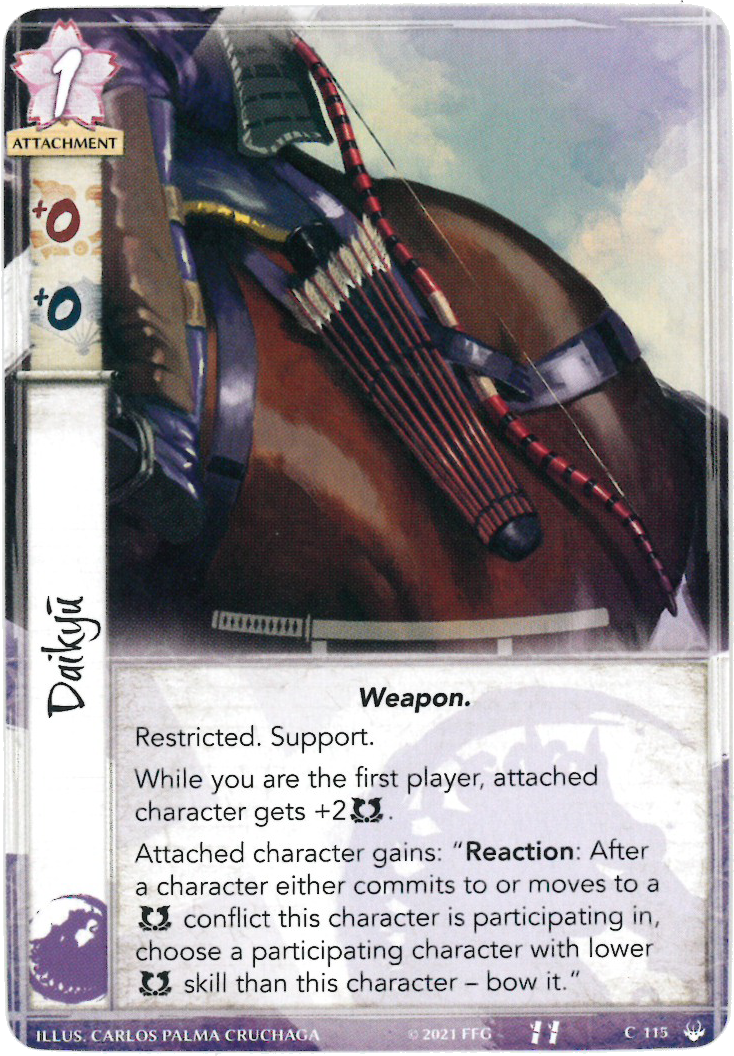 1
ATTACHMENT
+0
+0
Daikyū
Weapon.
Restricted. Support.
While you are the first player, attached
character gets +2.
Attached character gains: “Reaction: After
a character either commits to or moves to a
conflict this character is participating in,
choose a participating character with lower
skill than this character – bow it.”
ILLUS. CARLOS PALMA CRUCHAGA © 2021 FFG C 115